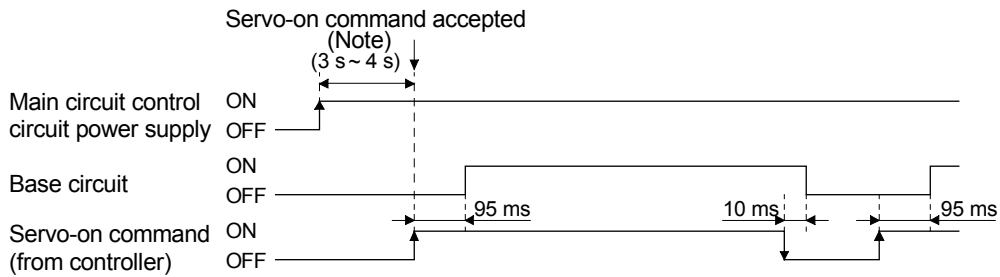 Servo-on command accepted
(Note)
(3 s ~ 4 s)
Main circuit control
circuit power supply
ON
OFF
Base circuit
ON
OFF
95 ms
10 ms
95 ms
Servo-on command
(from controller)
ON
OFF